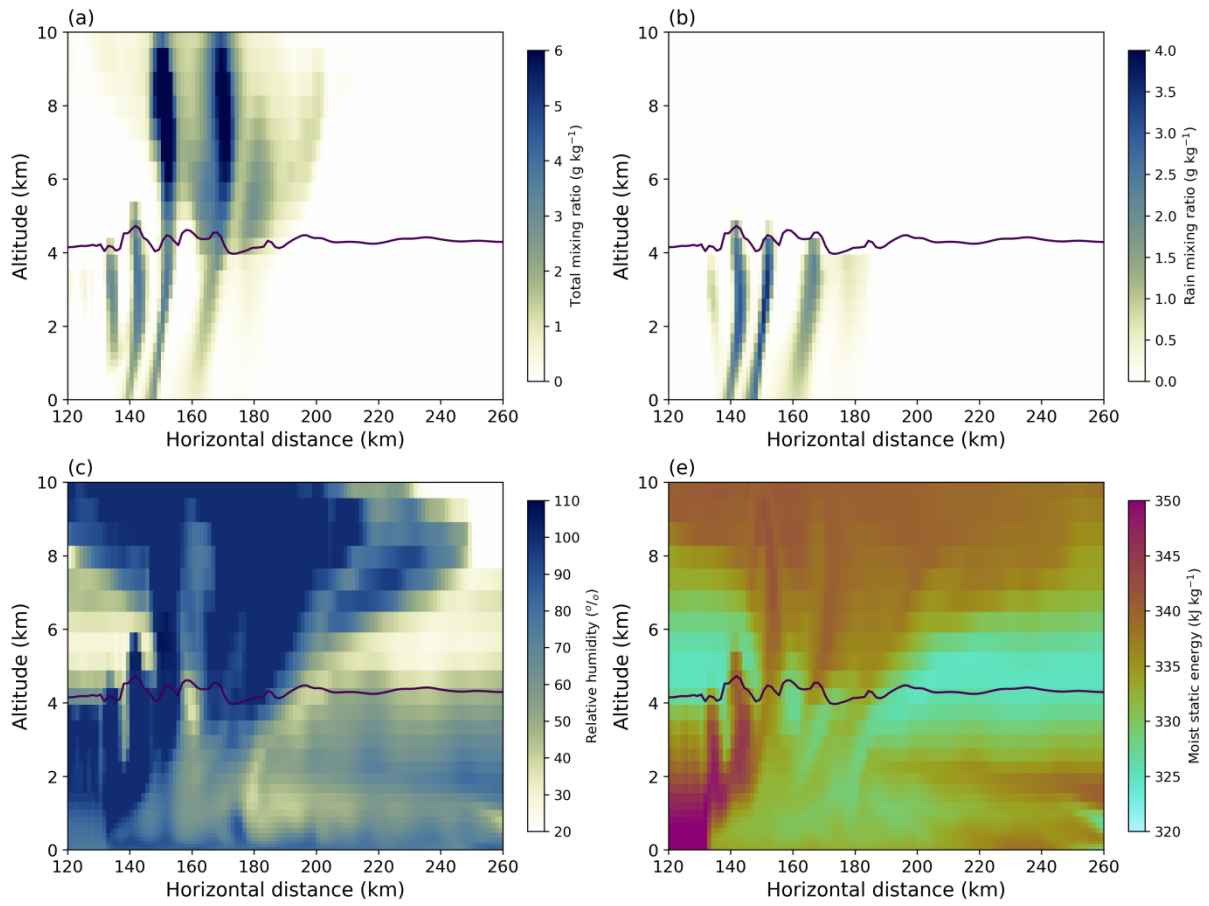 (a)
10
8
6
4
2
0
Altitude (km)
120 140 160 180 200 220 240 260
Horizontal distance (km)
6
5
4
3
2
1
0
Total mixing ratio (g kg⁻¹)
(b)
10
8
6
4
2
0
Altitude (km)
120 140 160 180 200 220 240 260
Horizontal distance (km)
4.0
3.5
3.0
2.5
2.0
1.5
1.0
0.5
0.0
Rain mixing ratio (g kg⁻¹)
(c)
10
8
6
4
2
0
Altitude (km)
120 140 160 180 200 220 240 260
Horizontal distance (km)
110
100
90
80
70
60
50
40
30
20
Relative humidity (%)
(e)
10
8
6
4
2
0
Altitude (km)
120 140 160 180 200 220 240 260
Horizontal distance (km)
350
345
340
335
330
325
320
Moist static energy (kJ kg⁻¹)